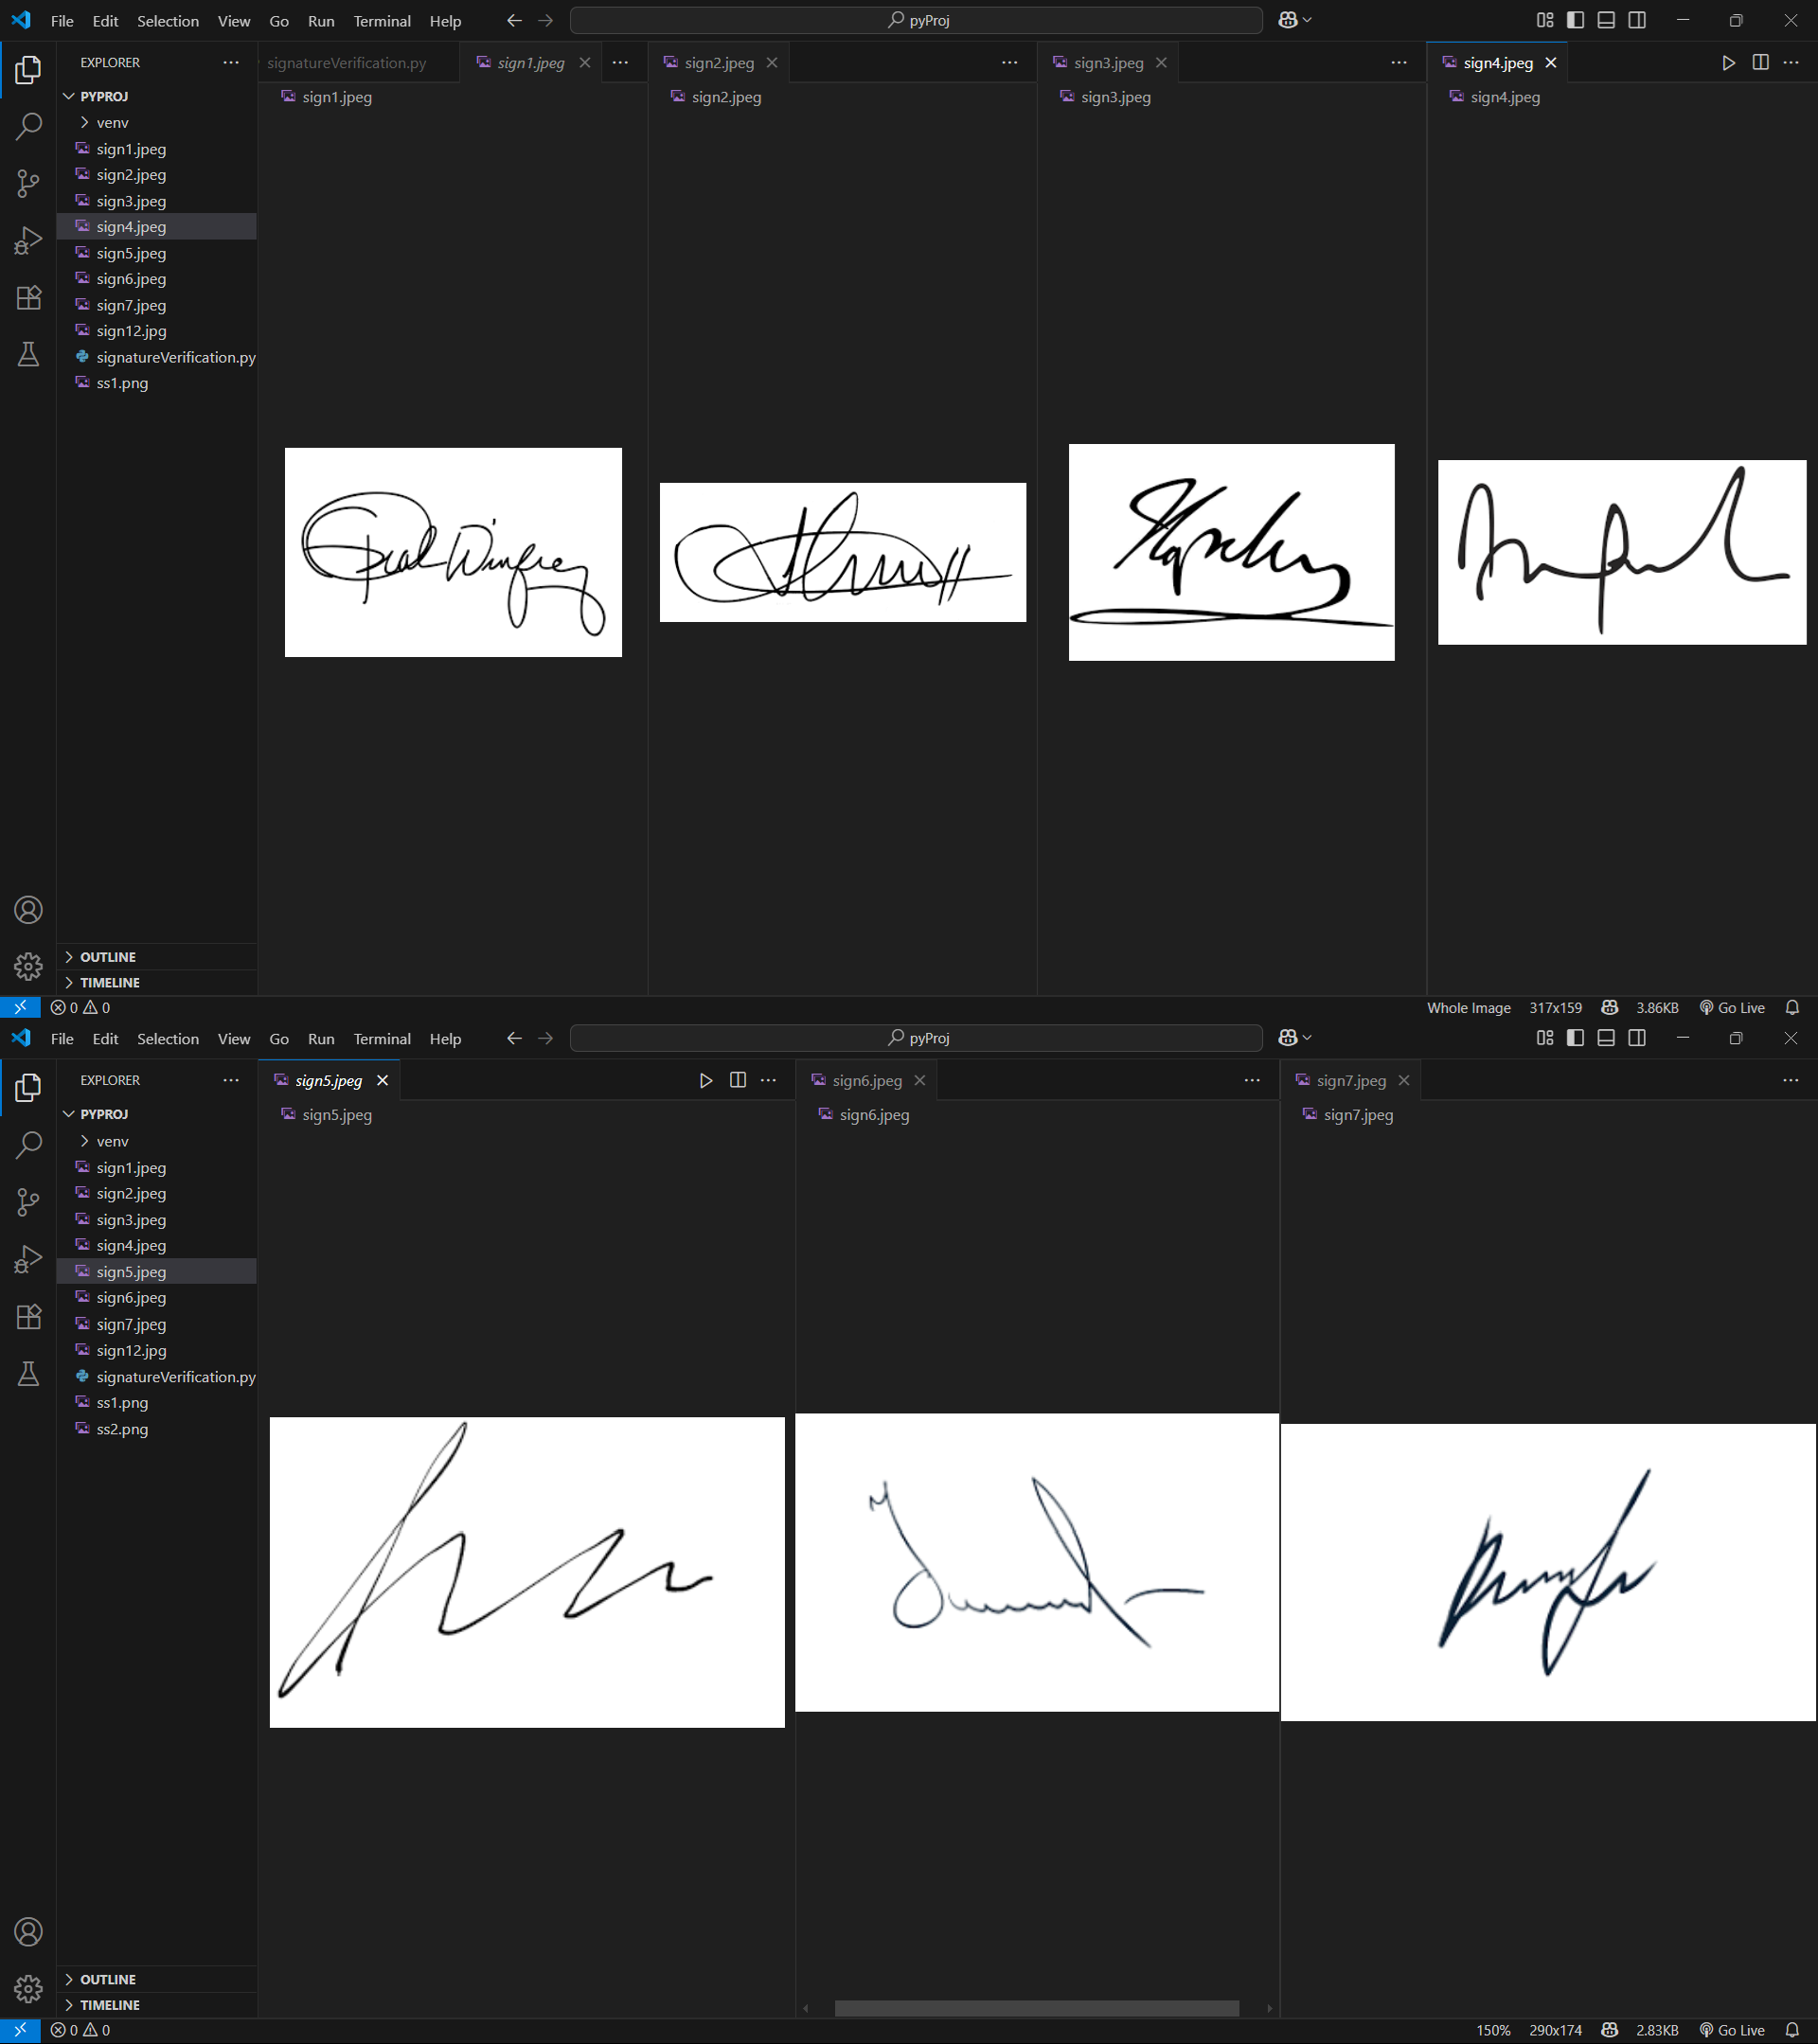 File Edit Selection View Go Run Terminal Help pyProj
EXPLORER
signatureVerification.py
sign1.jpeg
sign2.jpeg
sign3.jpeg
sign4.jpeg
PYPROJ
sign1.jpeg
sign2.jpeg
sign3.jpeg
sign4.jpeg
venv
sign1.jpeg
sign2.jpeg
sign3.jpeg
sign4.jpeg
sign5.jpeg
sign6.jpeg
sign7.jpeg
sign12.jpg
signatureVerification.py
ss1.png
OUTLINE
TIMELINE
0 0
Whole Image 317x159 3.86KB Go Live
File Edit Selection View Go Run Terminal Help pyProj
EXPLORER
sign5.jpeg
sign6.jpeg
sign7.jpeg
PYPROJ
sign5.jpeg
sign6.jpeg
sign7.jpeg
venv
sign1.jpeg
sign2.jpeg
sign3.jpeg
sign4.jpeg
sign5.jpeg
sign6.jpeg
sign7.jpeg
sign12.jpg
signatureVerification.py
ss1.png
ss2.png
OUTLINE
TIMELINE
0 0
150% 290x174 2.83KB Go Live